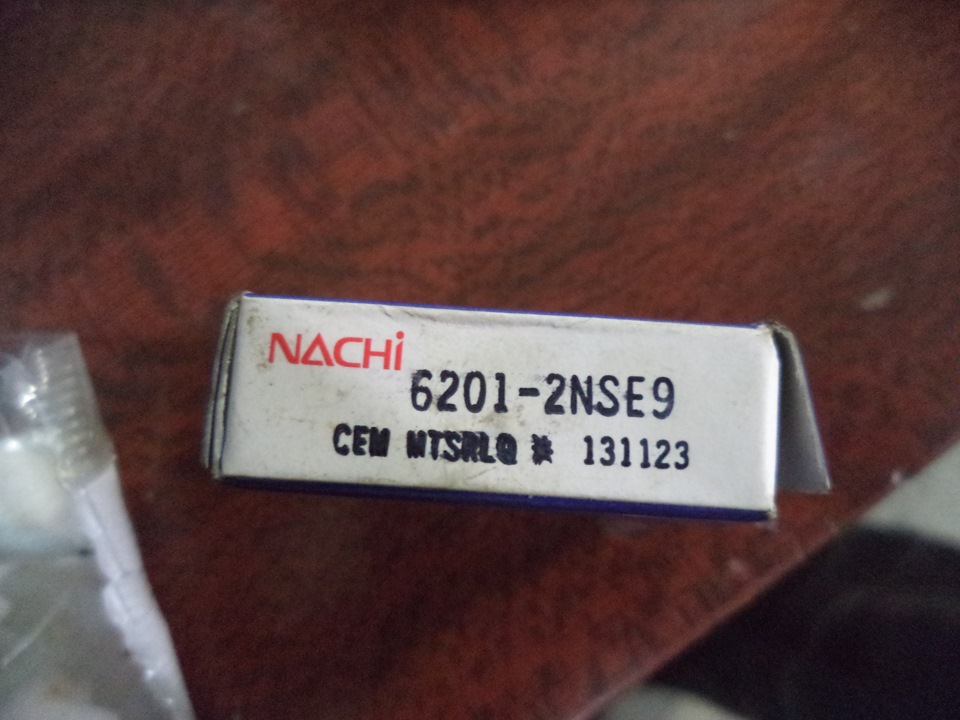 NACHi
6201-2NSE9
CEM MTSRLQ * 131123